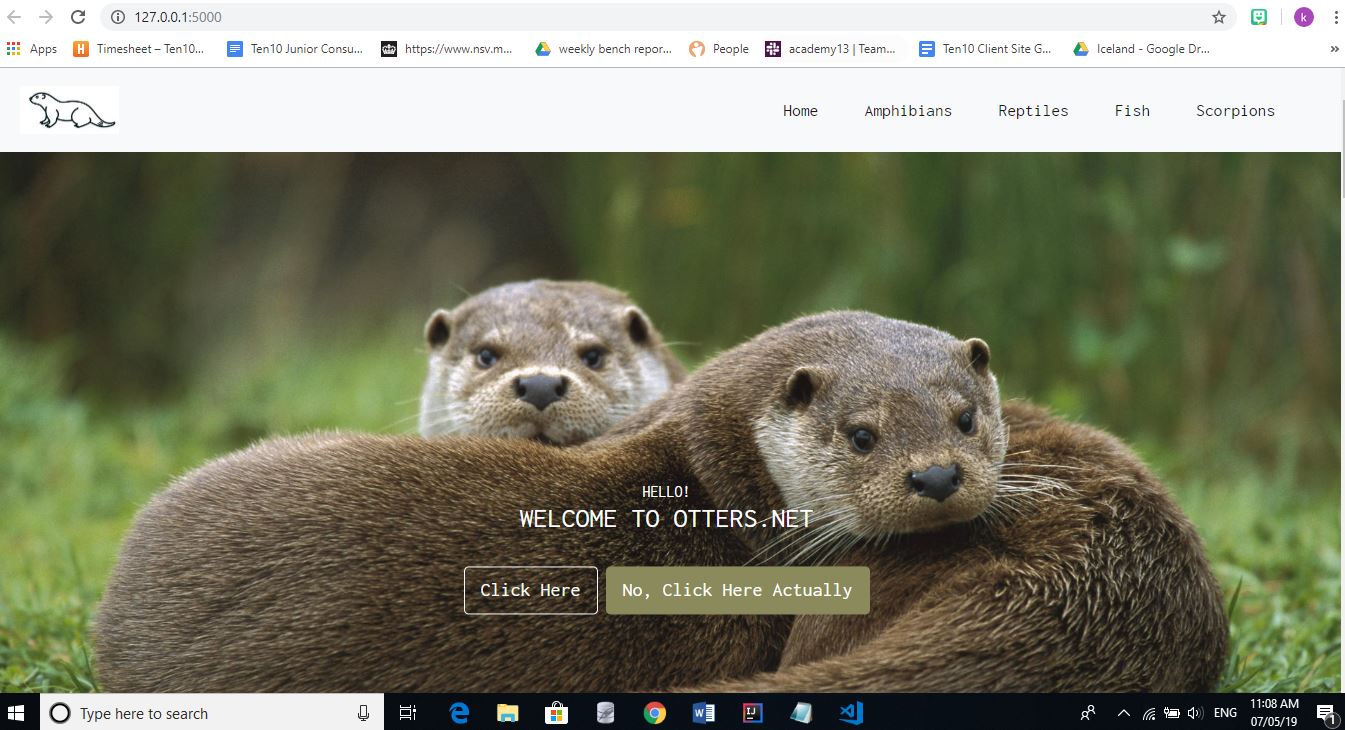 127.0.0.1:5000
Apps
Timesheet – Ten10...
Ten10 Junior Consu...
https://www.nsv.m...
weekly bench repor...
People
academy13 | Team...
Ten10 Client Site G...
Iceland - Google Dr...
»
k
H
Home
Amphibians
Reptiles
Fish
Scorpions
HELLO!
WELCOME TO OTTERS.NET
Click Here
No, Click Here Actually
Type here to search
ENG
11:08 AM
07/05/19
1